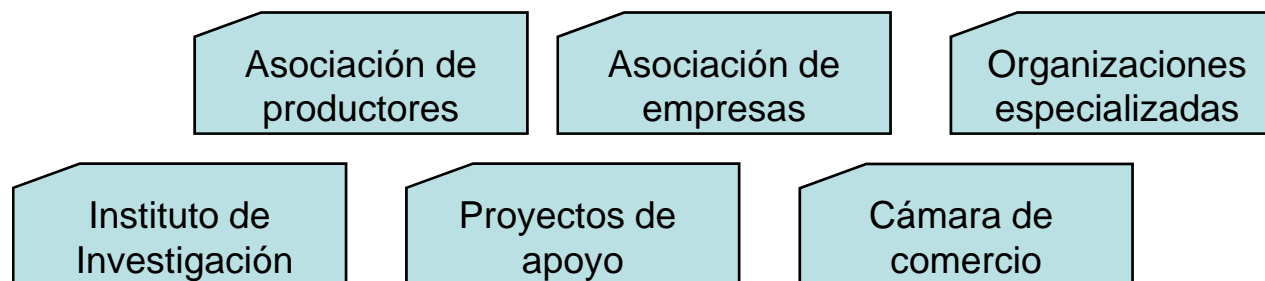 Asociación de
productores
Asociación de
empresas
Organizaciones
especializadas
Instituto de
Investigación
Proyectos de
apoyo
Cámara de
comercio